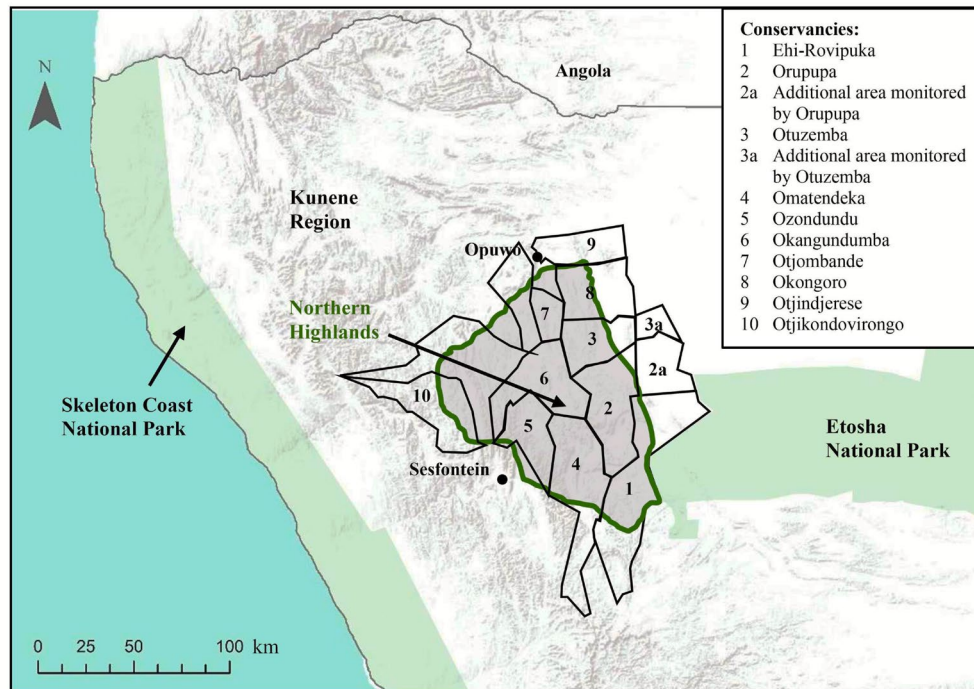 Conservancies:
1 Ehi-Rovipuka
2 Orupupa
2a Additional area monitored
by Orupupa
3 Otuzemba
3a Additional area monitored
by Otuzemba
4 Omatendeka
5 Ozondundu
6 Okangundumba
7 Otjombande
8 Okongoro
9 Otjindjerese
10 Otjikondovirongo
N
Angola
Kunene
Region
Opuwo
9
8
Northern
Highlands
7
3
3a
2a
6
10
2
Skeleton Coast
National Park
5
Etosha
National Park
Sesfontein
4
1
0 25 50 100 km